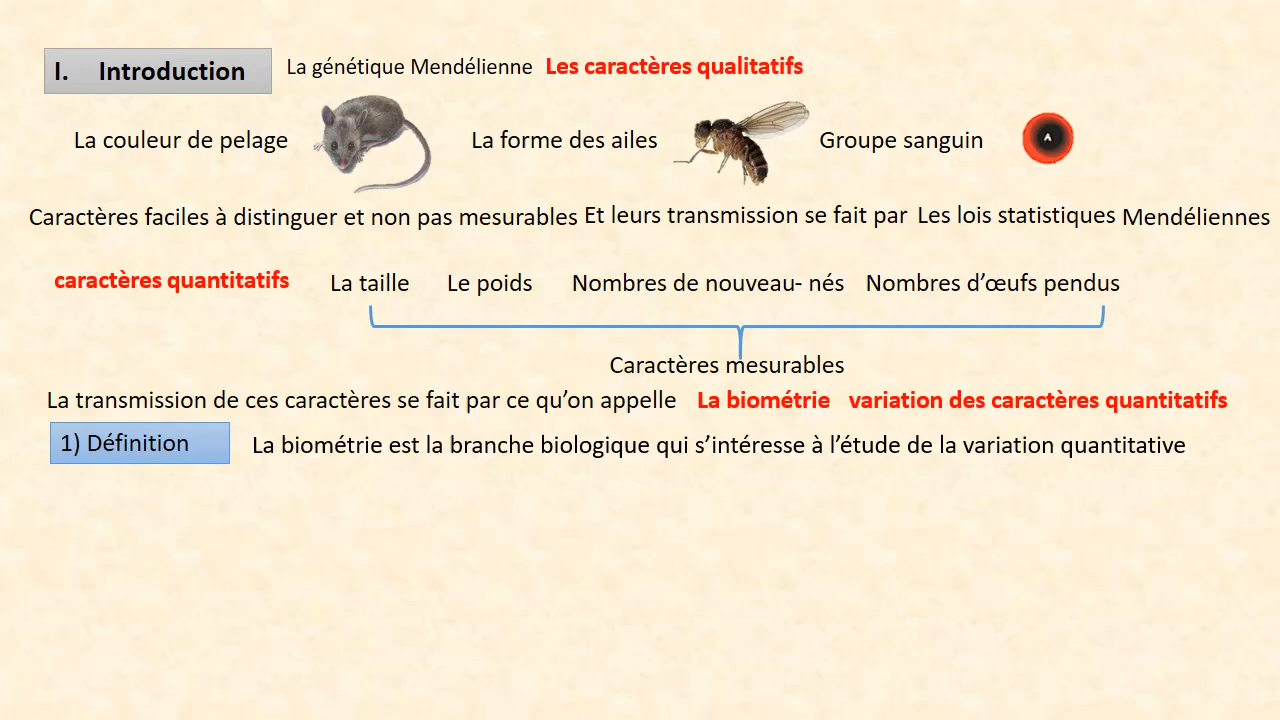 I. Introduction La génétique Mendélienne Les caractères qualitatifs
La couleur de pelage La forme des ailes Groupe sanguin A
Caractères faciles à distinguer et non pas mesurables Et leurs transmission se fait par Les lois statistiques Mendéliennes
caractères quantitatifs La taille Le poids Nombres de nouveau- nés Nombres d’œufs pendus
Caractères mesurables
La transmission de ces caractères se fait par ce qu’on appelle La biométrie variation des caractères quantitatifs
1) Définition La biométrie est la branche biologique qui s’intéresse à l’étude de la variation quantitative